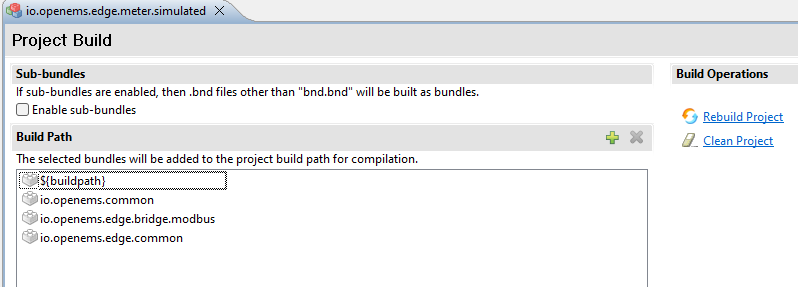 io.openems.edge.meter.simulated
Project Build
Sub-bundles
If sub-bundles are enabled, then .bnd files other than "bnd.bnd" will be built as bundles.
Enable sub-bundles
Build Path
The selected bundles will be added to the project build path for compilation.
${buildpath}
io.openems.common
io.openems.edge.bridge.modbus
io.openems.edge.common
Build Operations
Rebuild Project
Clean Project